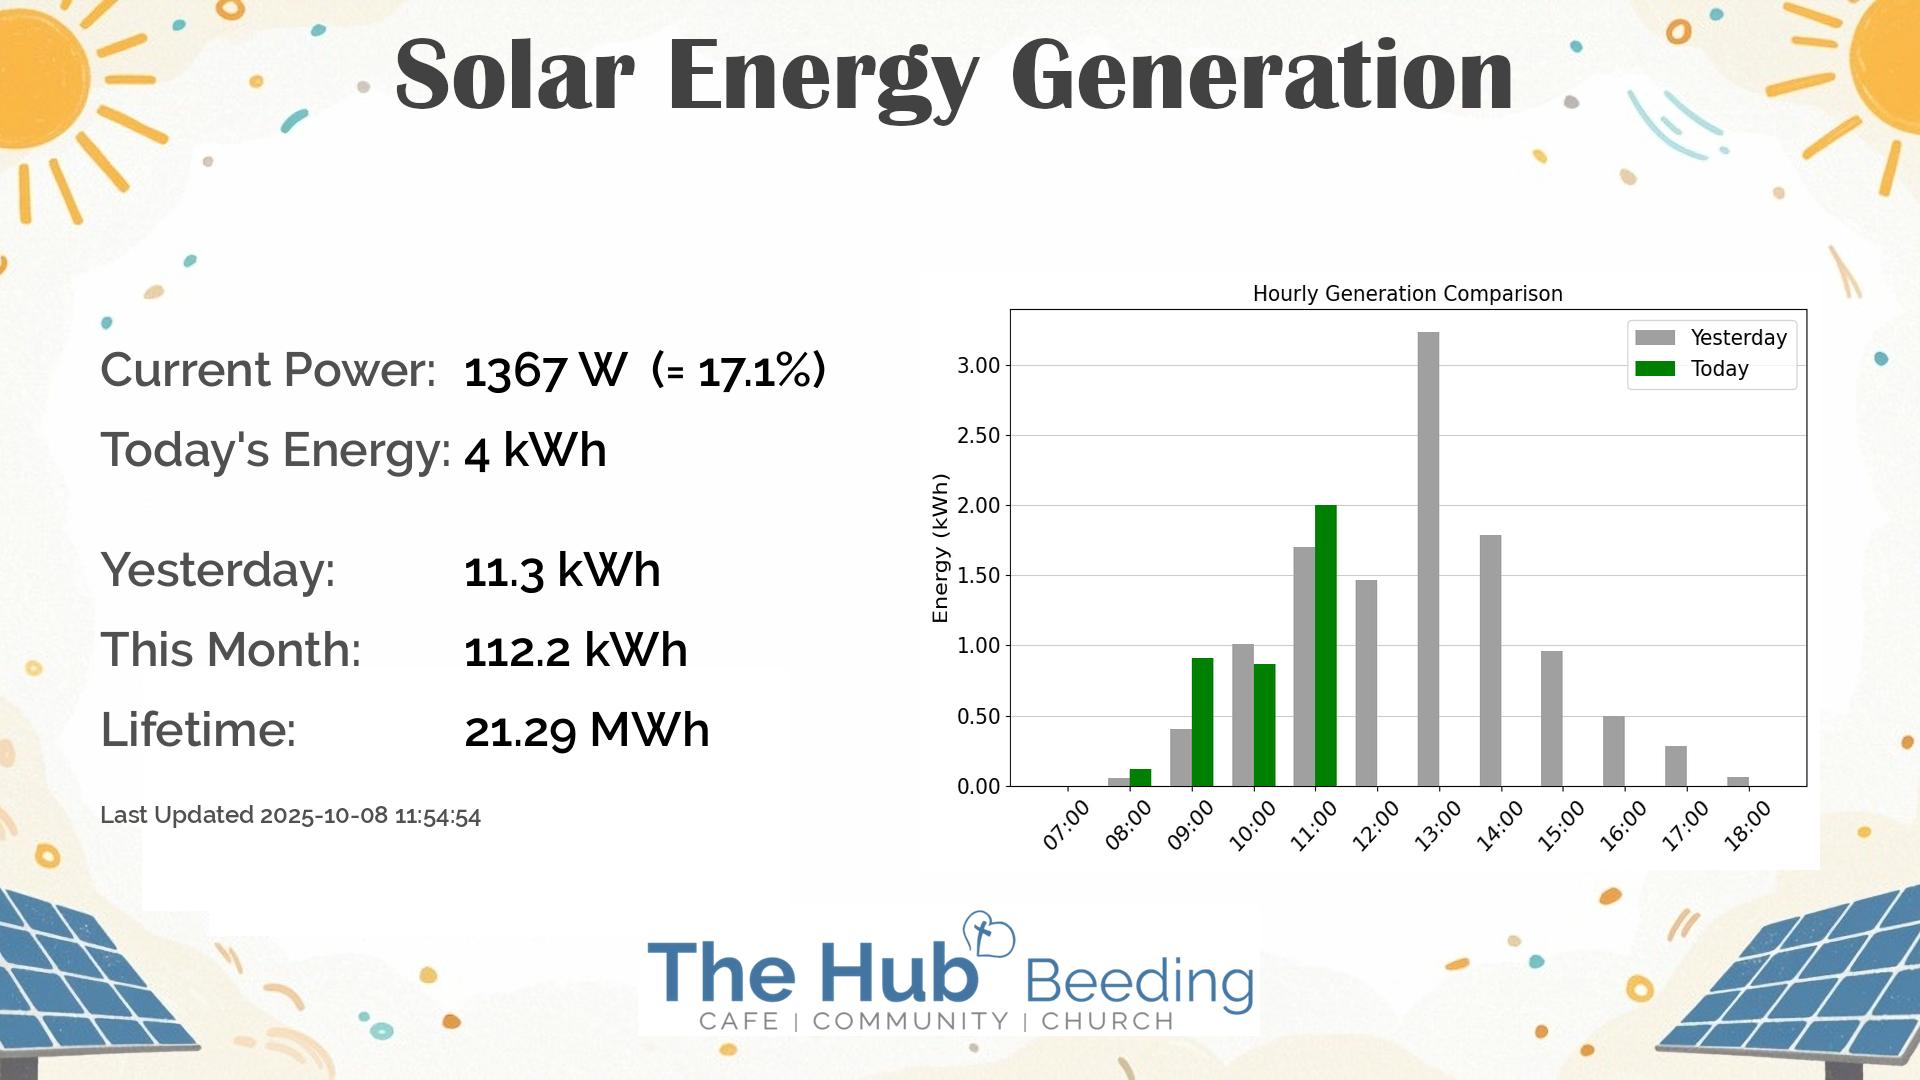 Solar Energy Generation
Current Power: 1367 W (= 17.1%)
Today's Energy: 4 kWh
Yesterday: 11.3 kWh
This Month: 112.2 kWh
Lifetime: 21.29 MWh
Last Updated 2025-10-08 11:54:54
Hourly Generation Comparison
Yesterday
Today
Energy (kWh)
3.00
2.50
2.00
1.50
1.00
0.50
0.00
07:00 08:00 09:00 10:00 11:00 12:00 13:00 14:00 15:00 16:00 17:00 18:00
The Hub Beeding
CAFE | COMMUNITY | CHURCH